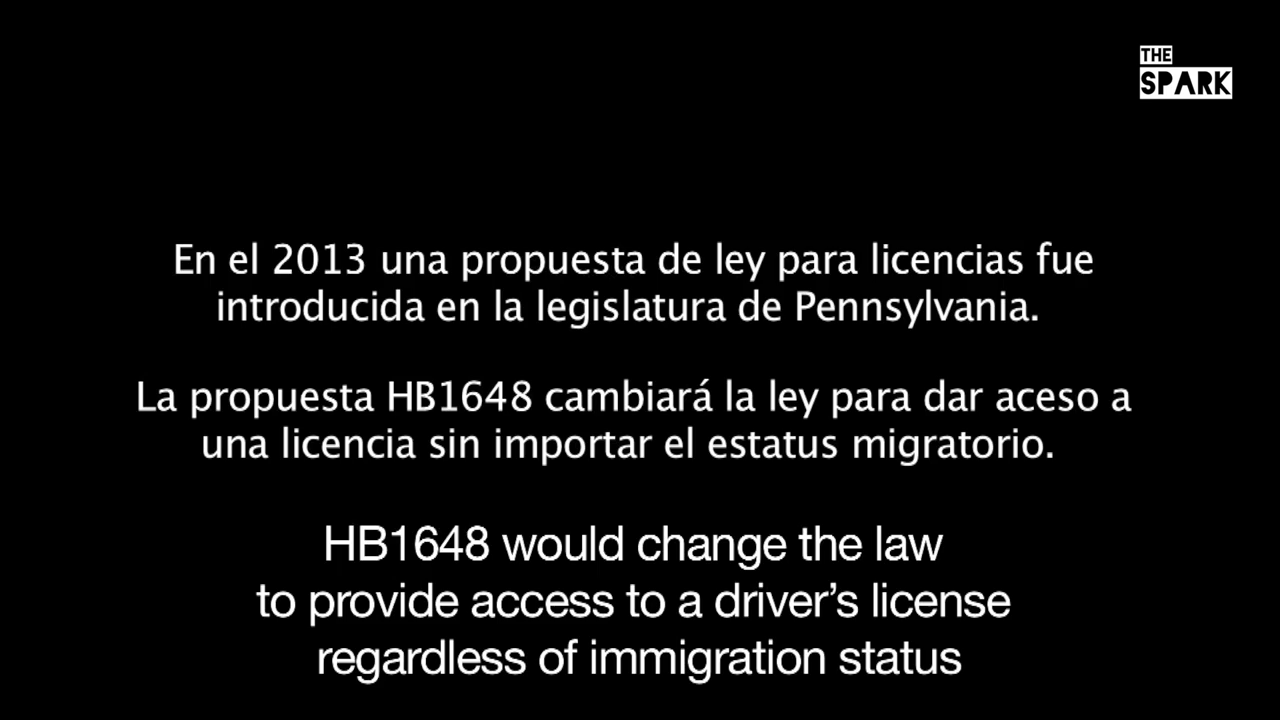 THE
SPARK
En el 2013 una propuesta de ley para licencias fue
introducida en la legislatura de Pennsylvania.
La propuesta HB1648 cambiará la ley para dar aceso a
una licencia sin importar el estatus migratorio.
HB1648 would change the law
to provide access to a driver’s license
regardless of immigration status